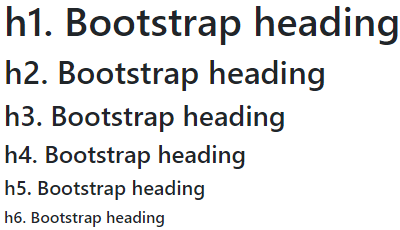 h1. Bootstrap heading
h2. Bootstrap heading
h3. Bootstrap heading
h4. Bootstrap heading
h5. Bootstrap heading
h6. Bootstrap heading